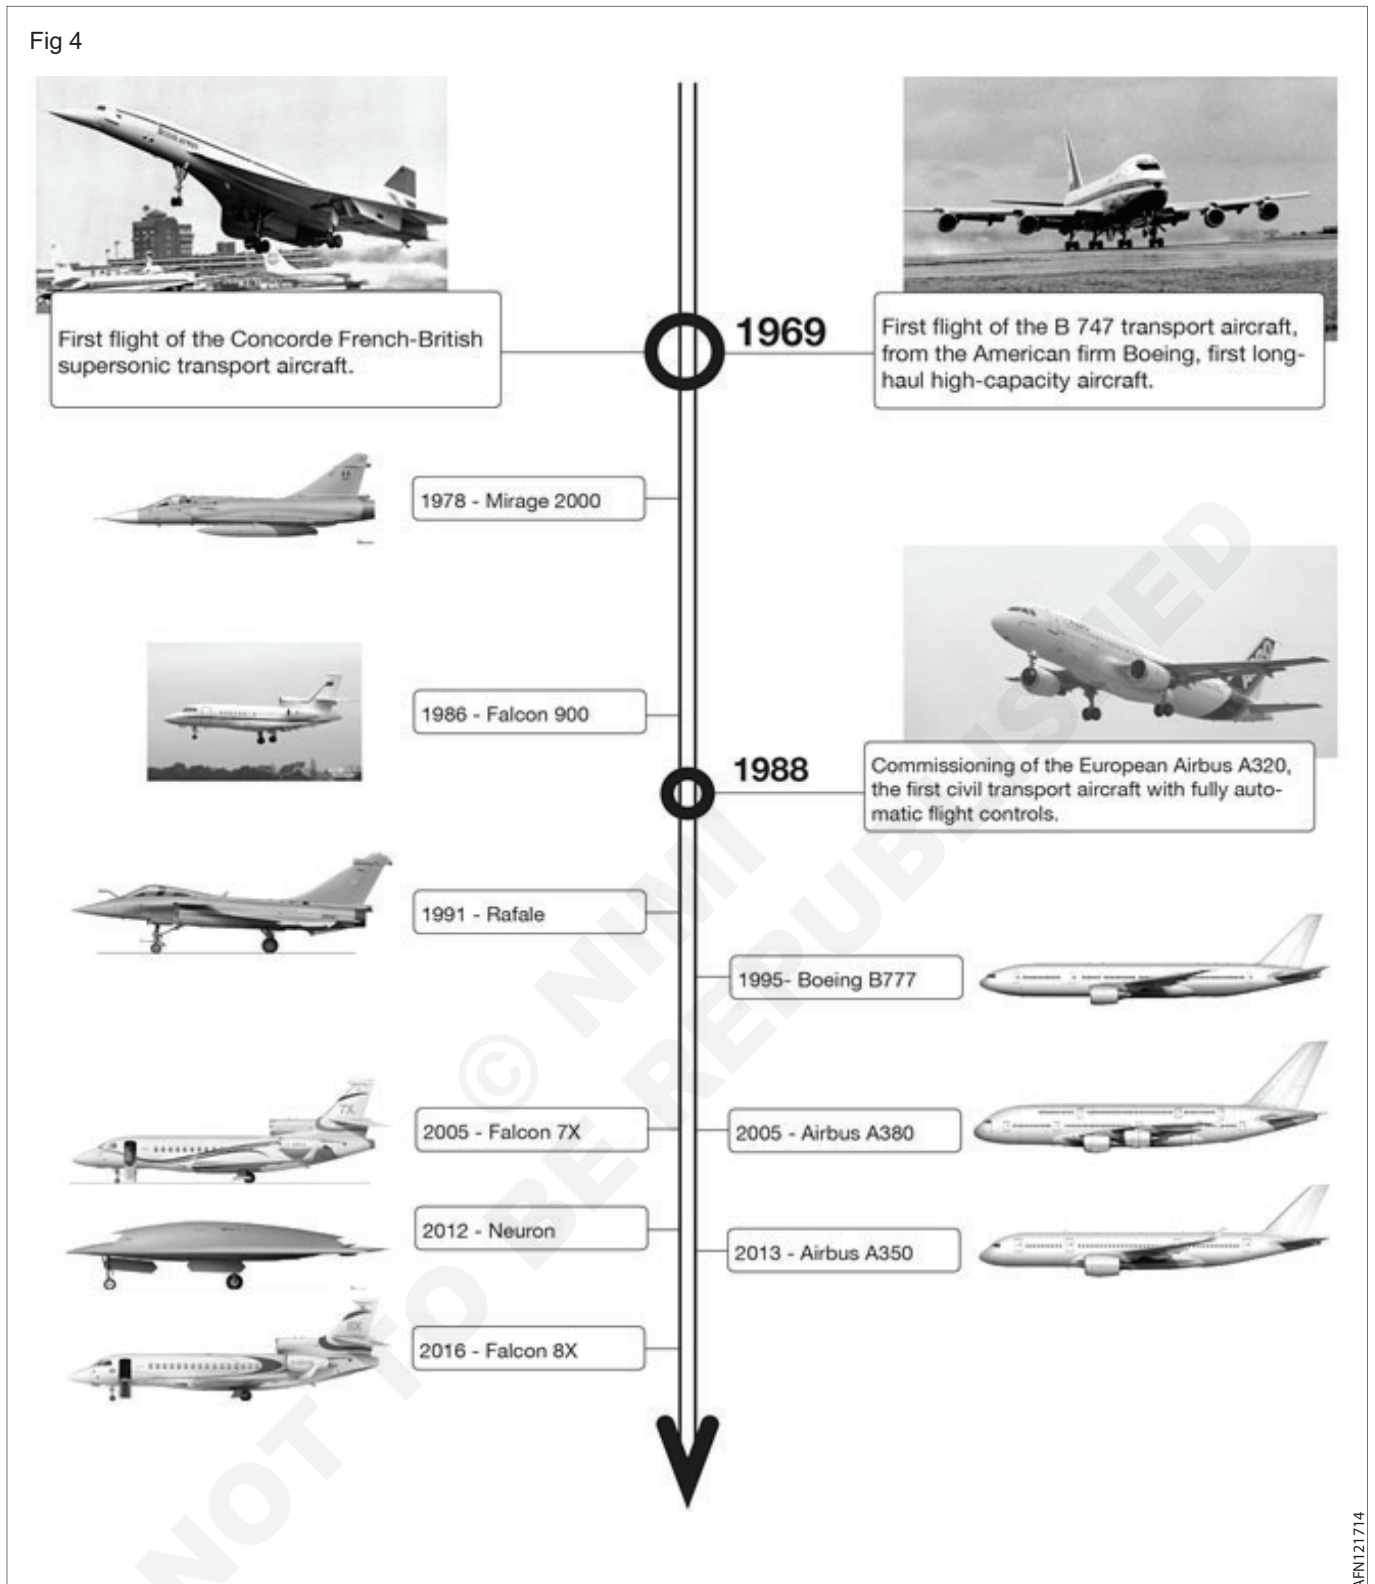 Fig 4
First flight of the Concorde French-British
supersonic transport aircraft.
1969
First flight of the B 747 transport aircraft,
from the American firm Boeing, first long-
haul high-capacity aircraft.
1978 - Mirage 2000
1986 - Falcon 900
1988
Commissioning of the European Airbus A320,
the first civil transport aircraft with fully auto-
matic flight controls.
1991 - Rafale
1995- Boeing B777
7X
2005 - Falcon 7X
2005 - Airbus A380
2012 - Neuron
2013 - Airbus A350
8X
2016 - Falcon 8X
© NIMI
NOT TO BE REPUBLISHED
AFN121714